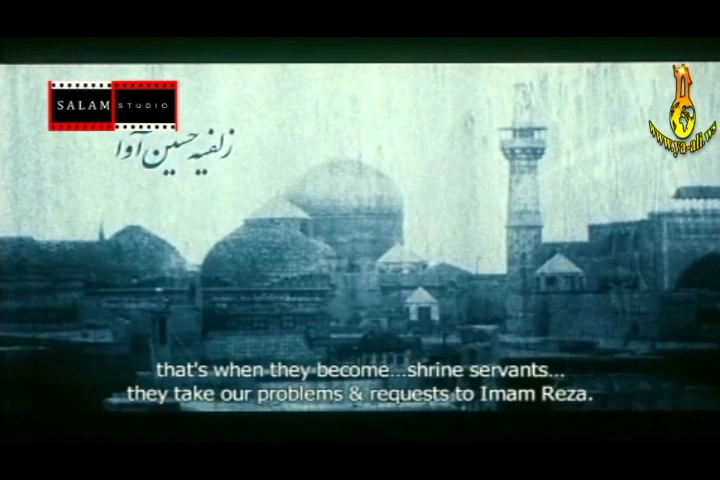 SALAM STUDIO
www.ya-ali.ws
زلفیه حسین آوا
that's when they become...shrine servants...
they take our problems & requests to Imam Reza.